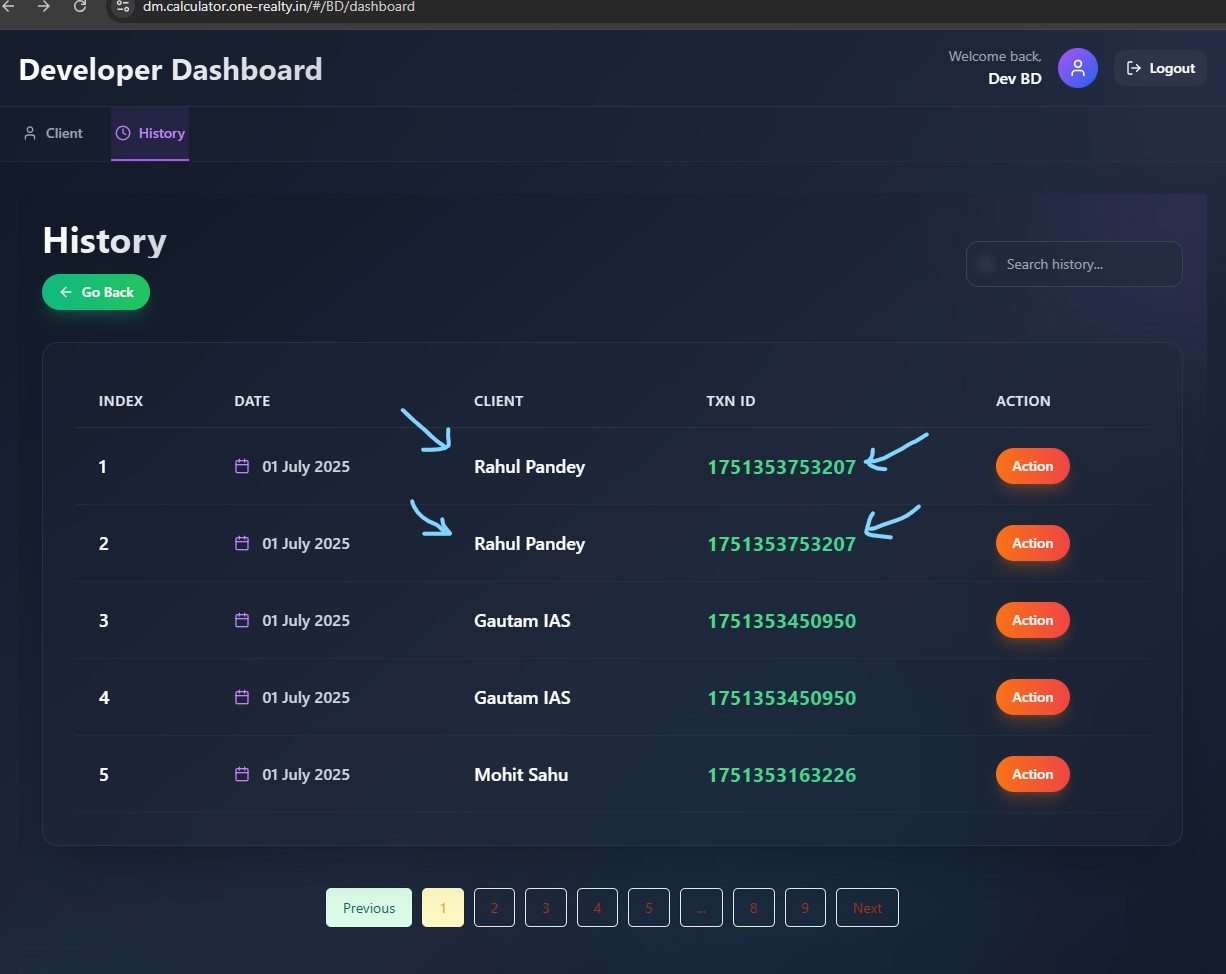 dm.calculator.one-realty.in/#/BD/dashboard
Developer Dashboard
Welcome back,
Dev BD
Logout
Client History
History
Go Back
Search history...
INDEX DATE CLIENT TXN ID ACTION
1 01 July 2025 Rahul Pandey 1751353753207 Action
2 01 July 2025 Rahul Pandey 1751353753207 Action
3 01 July 2025 Gautam IAS 1751353450950 Action
4 01 July 2025 Gautam IAS 1751353450950 Action
5 01 July 2025 Mohit Sahu 1751353163226 Action
Previous 1 2 3 4 5 ... 8 9 Next